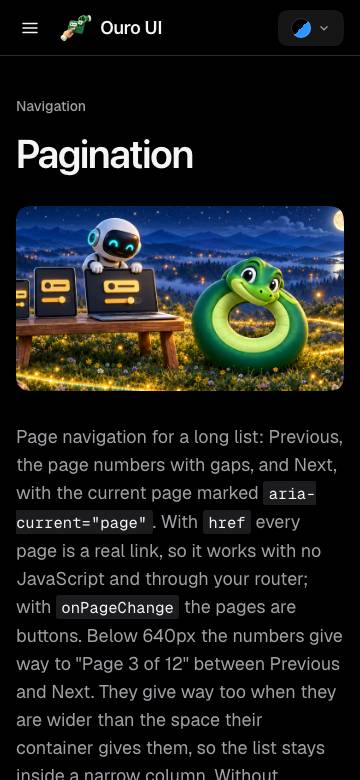 Ouro UI
Navigation
Pagination
Page navigation for a long list: Previous,
the page numbers with gaps, and Next,
with the current page marked aria-
current="page". With href every
page is a real link, so it works with no
JavaScript and through your router;
with onPageChange the pages are
buttons. Below 640px the numbers give
way to "Page 3 of 12" between Previous
and Next. They give way too when they
are wider than the space their
container gives them, so the list stays
inside a narrow column. Without